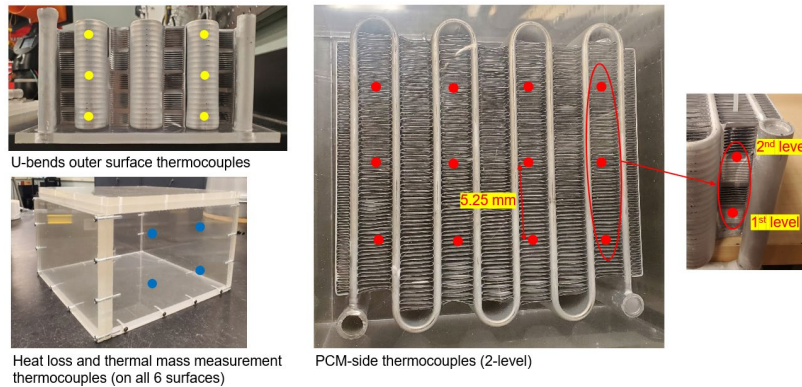 U-bends outer surface thermocouples
5.25 mm
2nd level
1st level
Heat loss and thermal mass measurement
thermocouples (on all 6 surfaces)
PCM-side thermocouples (2-level)